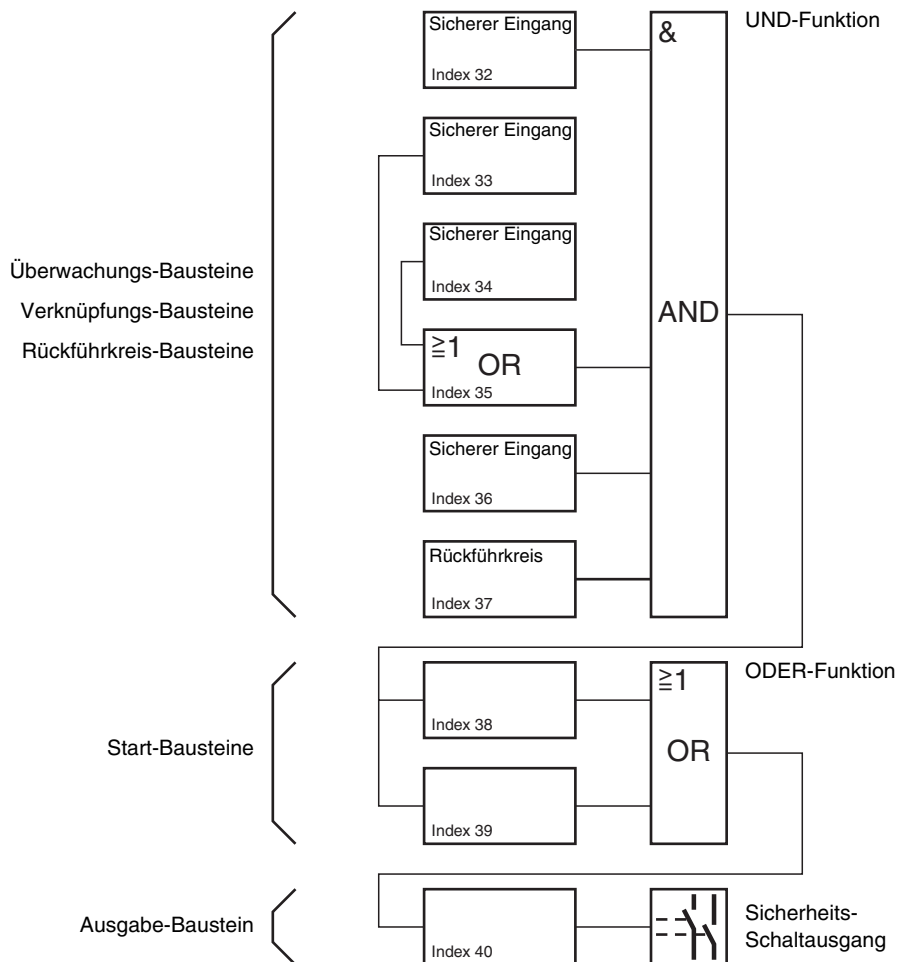 Sicherer Eingang
Index 32
&
UND-Funktion
Sicherer Eingang
Index 33
Sicherer Eingang
Index 34
Überwachungs-Bausteine
Verknüpfungs-Bausteine
Rückführkreis-Bausteine
AND
≧1
OR
Index 35
Sicherer Eingang
Index 36
Rückführkreis
Index 37
Index 38
≧1
ODER-Funktion
Start-Bausteine
OR
Index 39
Ausgabe-Baustein
Index 40
Sicherheits-
Schaltausgang